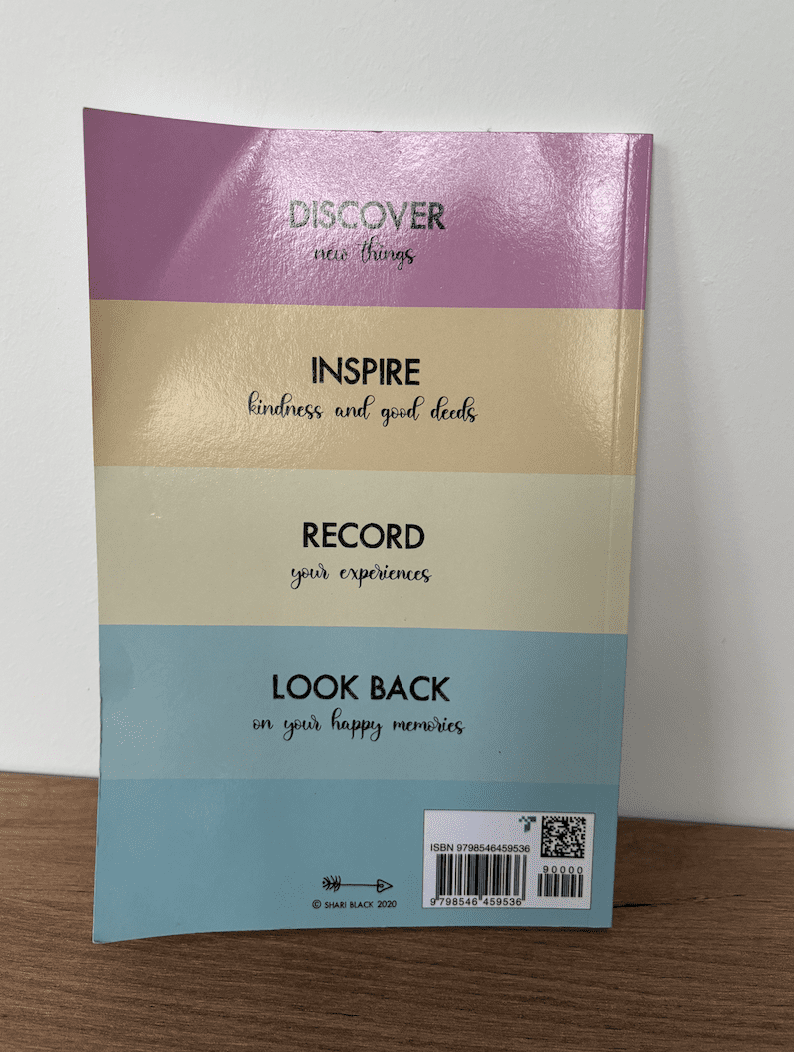 DISCOVER
new things
INSPIRE
kindness and good deeds
RECORD
your experiences
LOOK BACK
on your happy memories
ISBN 9798546459536
90000
9 798546 459536
© SHARI BLACK 2020